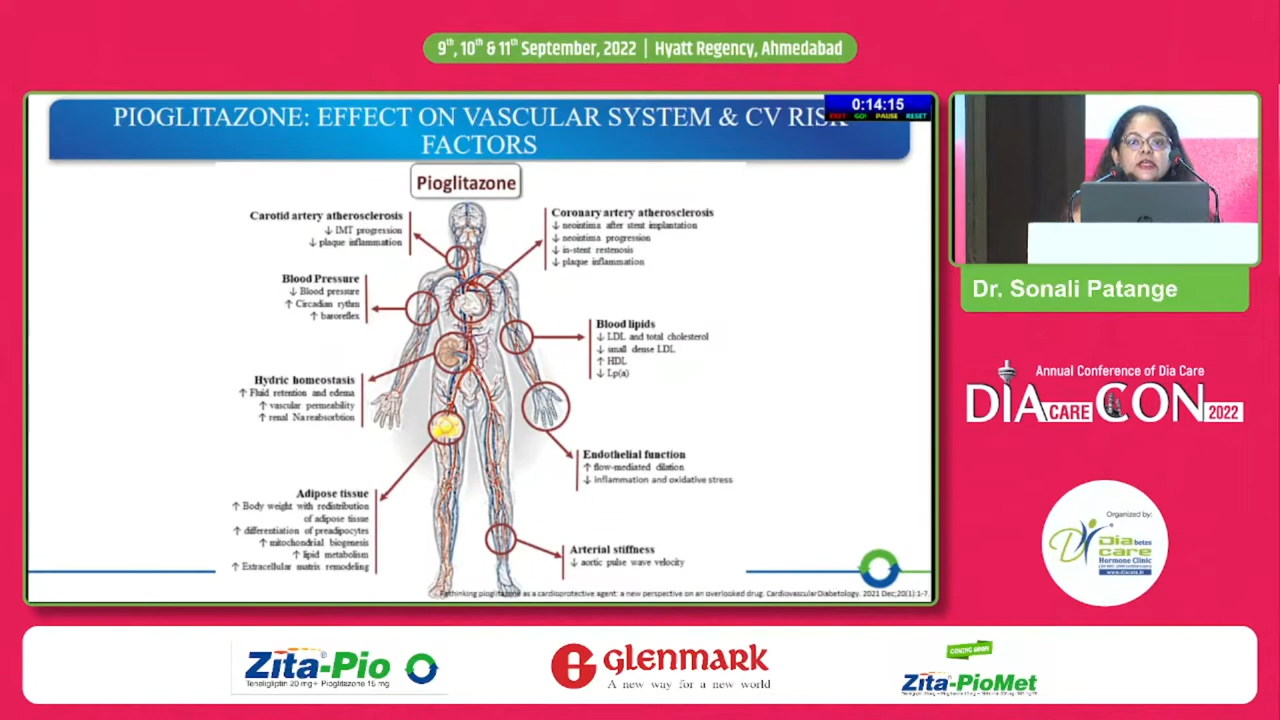 9th, 10th & 11th September, 2022 | Hyatt Regency, Ahmedabad
PIOGLITAZONE: EFFECT ON VASCULAR SYSTEM & CV RISK
FACTORS
0:14:15
EXIT GO! PAUSE RESET
Pioglitazone
Carotid artery atherosclerosis
↓ IMT progression
↓ plaque inflammation
Coronary artery atherosclerosis
↓ neointima after stent implantation
↓ neointima progression
↓ in-stent restenosis
↓ plaque inflammation
Blood Pressure
↓ Blood pressure
↑ Circadian rythm
↑ baroreflex
Blood lipids
↓ LDL and total cholesterol
↓ small dense LDL
↑ HDL
↓ Lp(a)
Hydric homeostasis
↑ Fluid retention and edema
↑ vascular permeability
↑ renal Na reabsorbtion
Endothelial function
↑ flow-mediated dilation
↓ inflammation and oxidative stress
Adipose tissue
↑ Body weight with redistribution
of adipose tissue
↑ differentiation of preadipocytes
↑ mitochondrial biogenesis
↑ lipid metabolism
↑ Extracellular matrix remodeling
Arterial stiffness
↓ aortic pulse wave velocity
Rethinking pioglitazone as a cardioprotective agent: a new perspective on an overlooked drug. CardiovascularDiabetology. 2021 Dec;20(1):1-7.
Dr. Sonali Patange
Annual Conference of Dia Care
DIA CARE CON 2022
Organized by:
Dia betes
care
Hormone Clinic
www.diacare.in
Zita-Pio
Teneligliptin 20 mg + Pioglitazone 15 mg
G glenmark
A new way for a new world
COMING SOON
Zita-PioMet